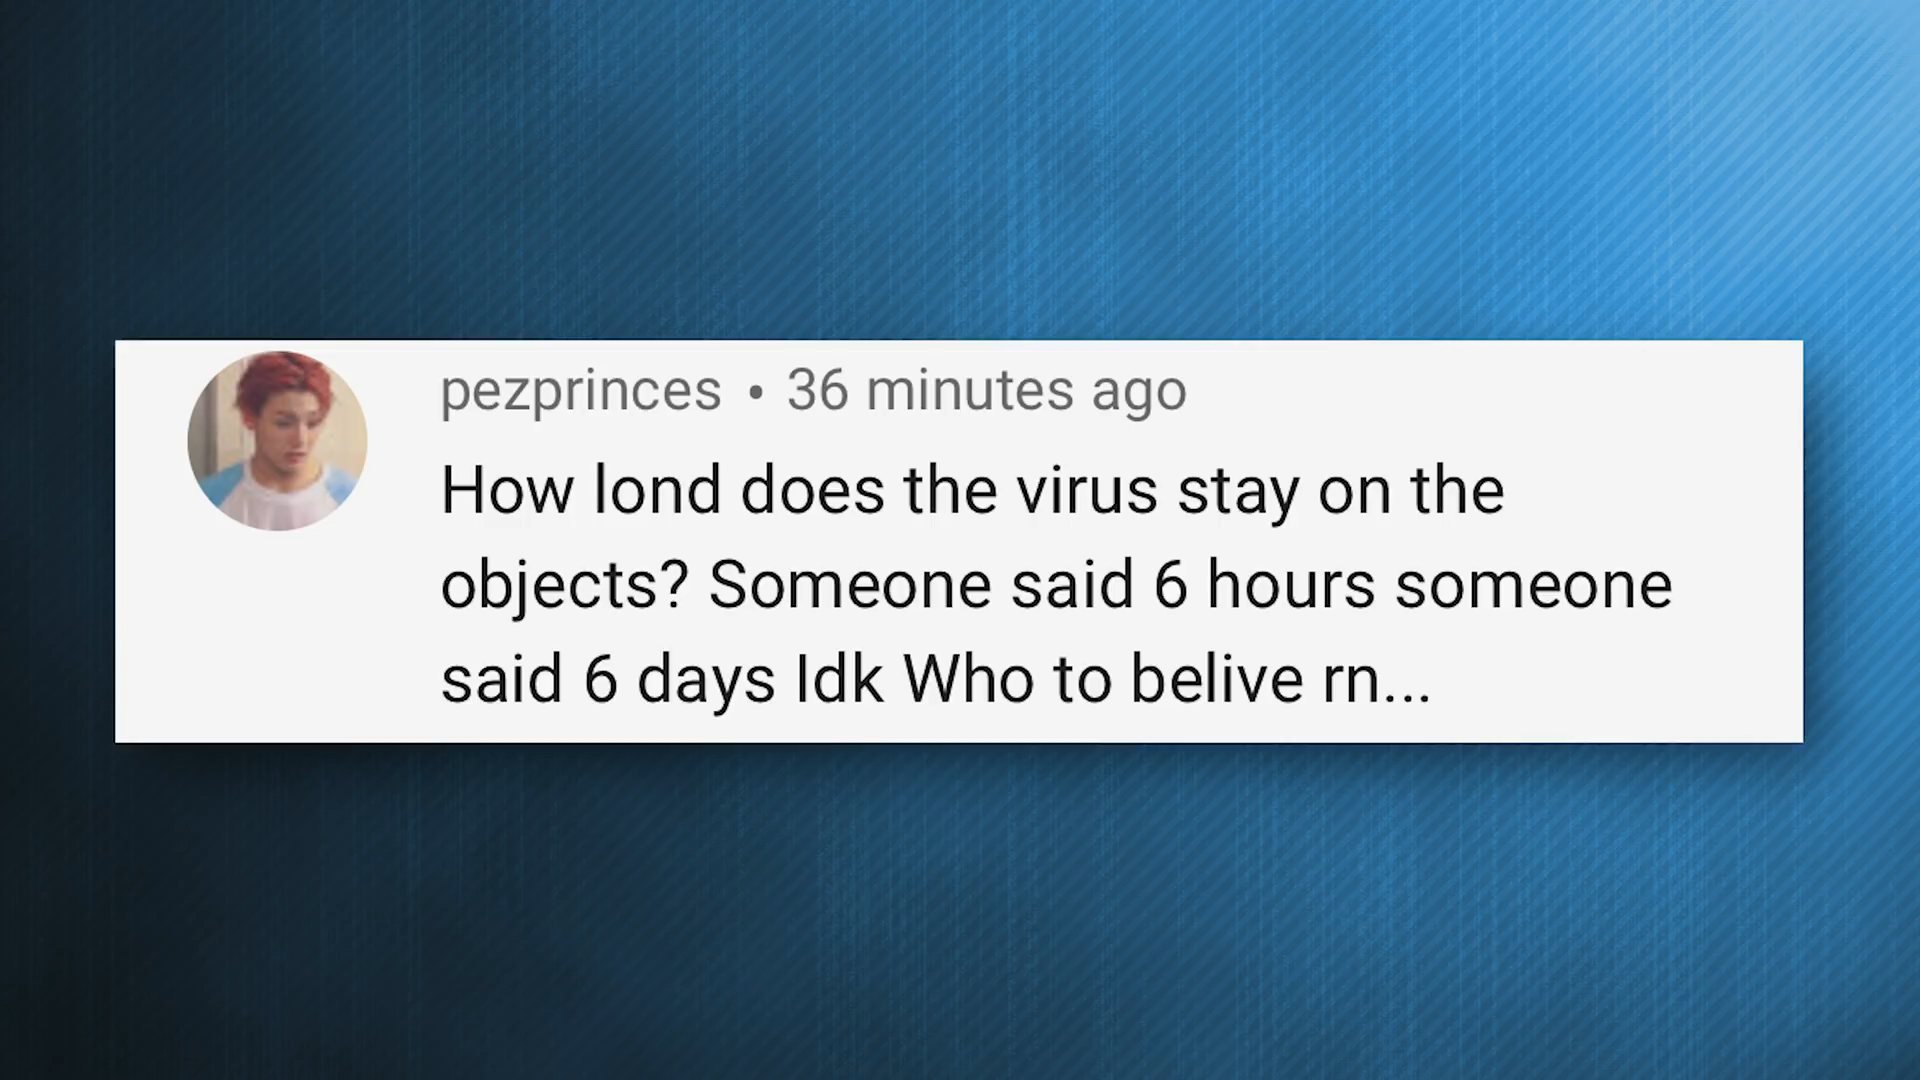 pezprinces • 36 minutes ago
How lond does the virus stay on the
objects? Someone said 6 hours someone
said 6 days Idk Who to belive rn...